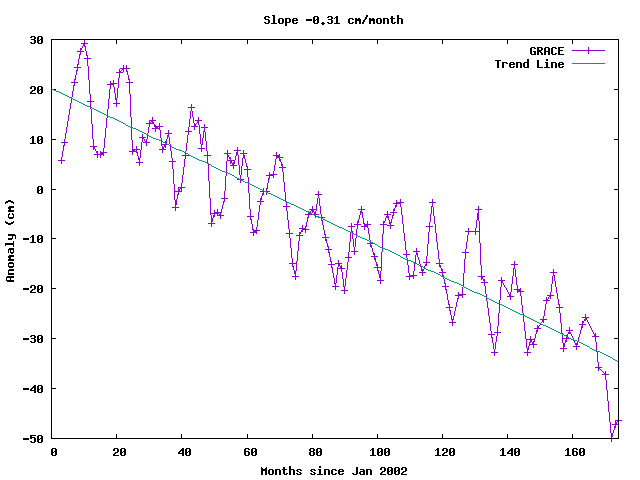 Slope -0.31 cm/month
GRACE
Trend Line
Anomaly (cm)
30
20
10
0
-10
-20
-30
-40
-50
0 20 40 60 80 100 120 140 160
Months since Jan 2002